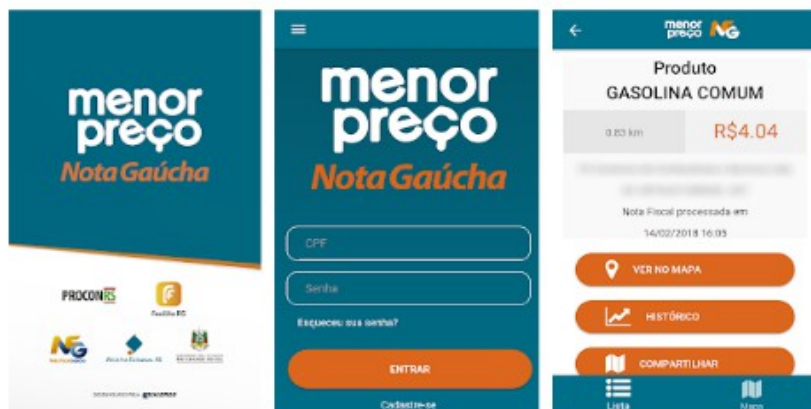 menor
preço
Nota Gaúcha
PROCON RS
NG
menor
preço
Nota Gaúcha
CPF
Senha
Esqueceu sua senha?
ENTRAR
Cadastre-se
menor
preço NG
Produto
GASOLINA COMUM
0.83 km
R$4.04
Nota Fiscal processada em
14/02/2018 16:05
VER NO MAPA
HISTÓRICO
COMPARTILHAR
Lista
Mapa